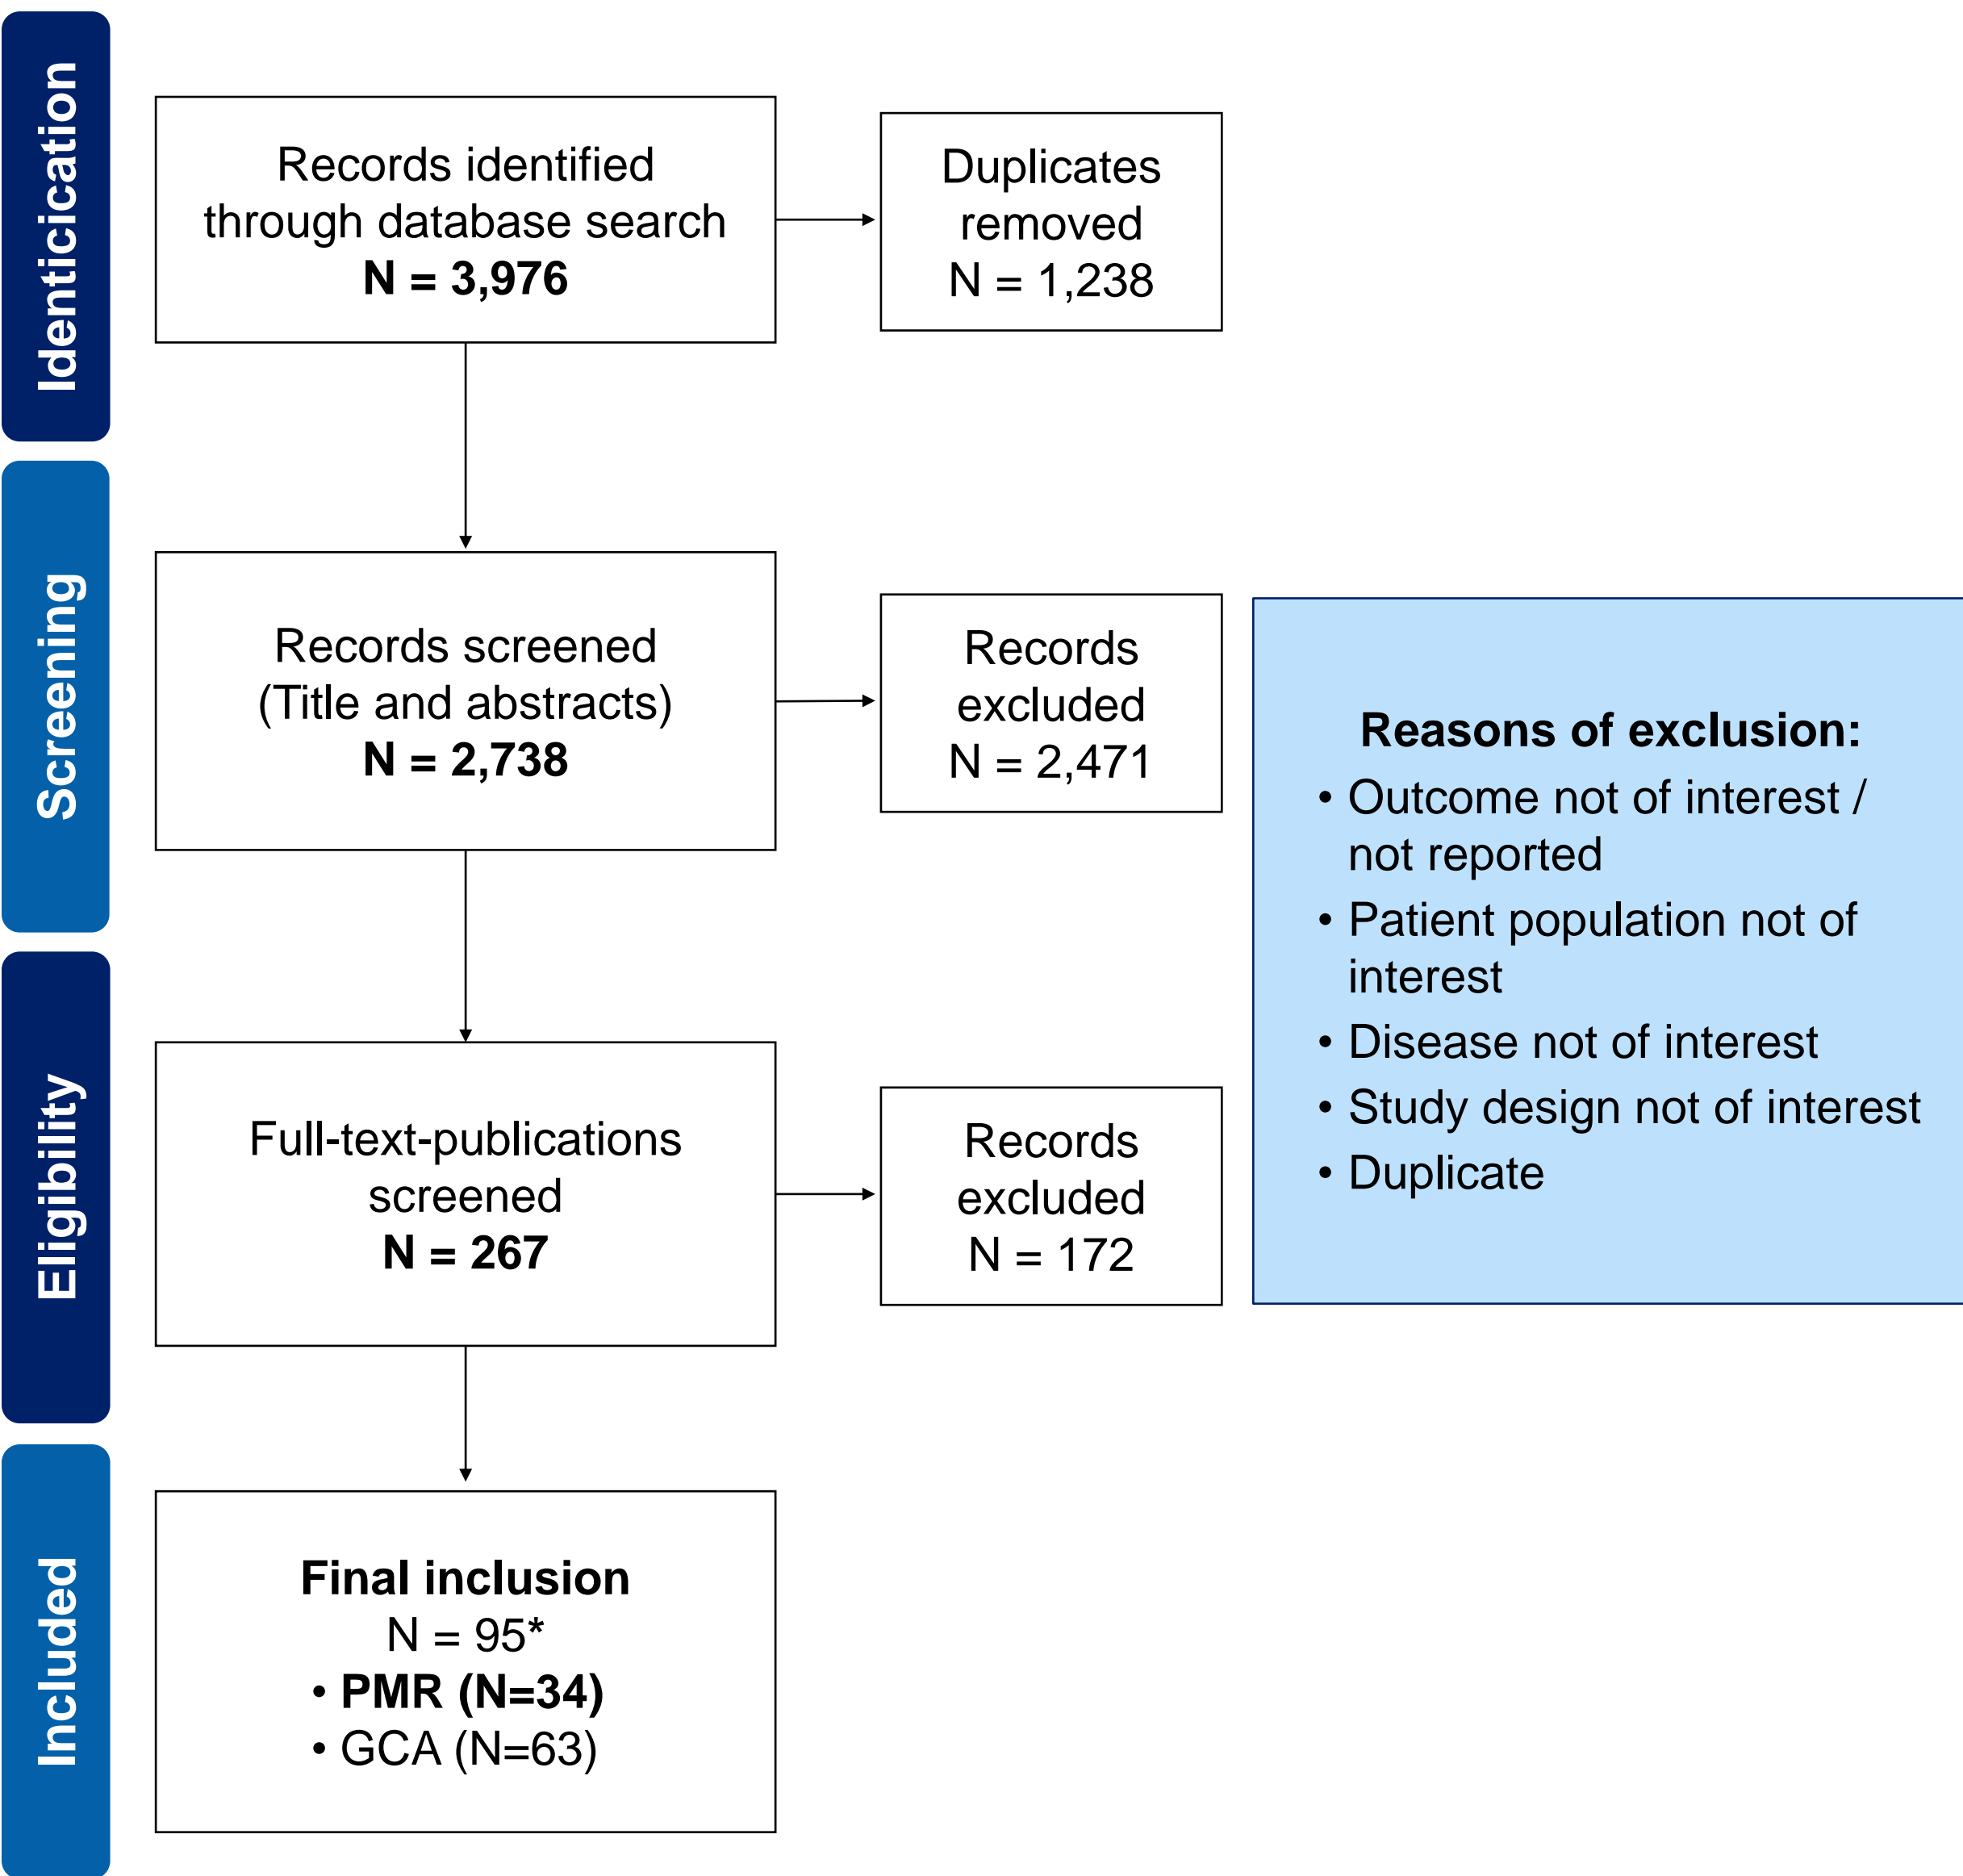 Identicication
Records identified
through database search
N = 3,976
Duplicates
removed
N = 1,238
Screening
Records screened
(Title and abstracts)
N = 2,738
Records
excluded
N = 2,471
Reasons of exclusion:
• Outcome not of interest /
not reported
• Patient population not of
interest
• Disease not of interest
• Study design not of interest
• Duplicate
Eligibility
Full-text-publications
screened
N = 267
Records
excluded
N = 172
Included
Final inclusion
N = 95*
• PMR (N=34)
• GCA (N=63)